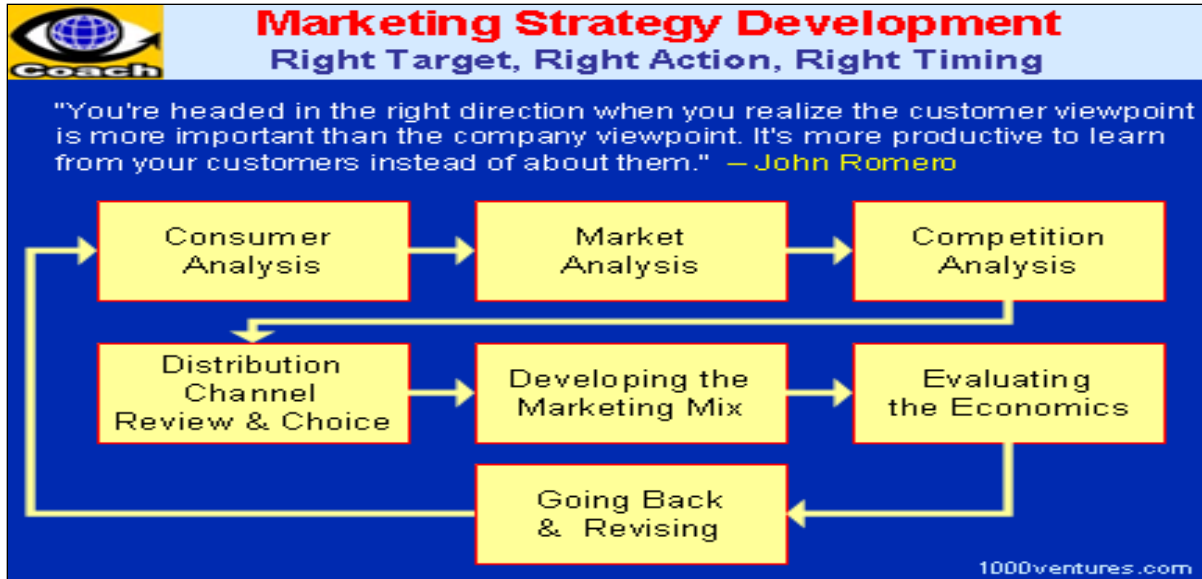 Coach
Marketing Strategy Development
Right Target, Right Action, Right Timing
"You're headed in the right direction when you realize the customer viewpoint
is more important than the company viewpoint. It's more productive to learn
from your customers instead of about them." – John Romero
Consumer
Analysis
Market
Analysis
Competition
Analysis
Distribution
Channel
Review & Choice
Developing the
Marketing Mix
Evaluating
the Economics
Going Back
& Revising
1000ventures.com